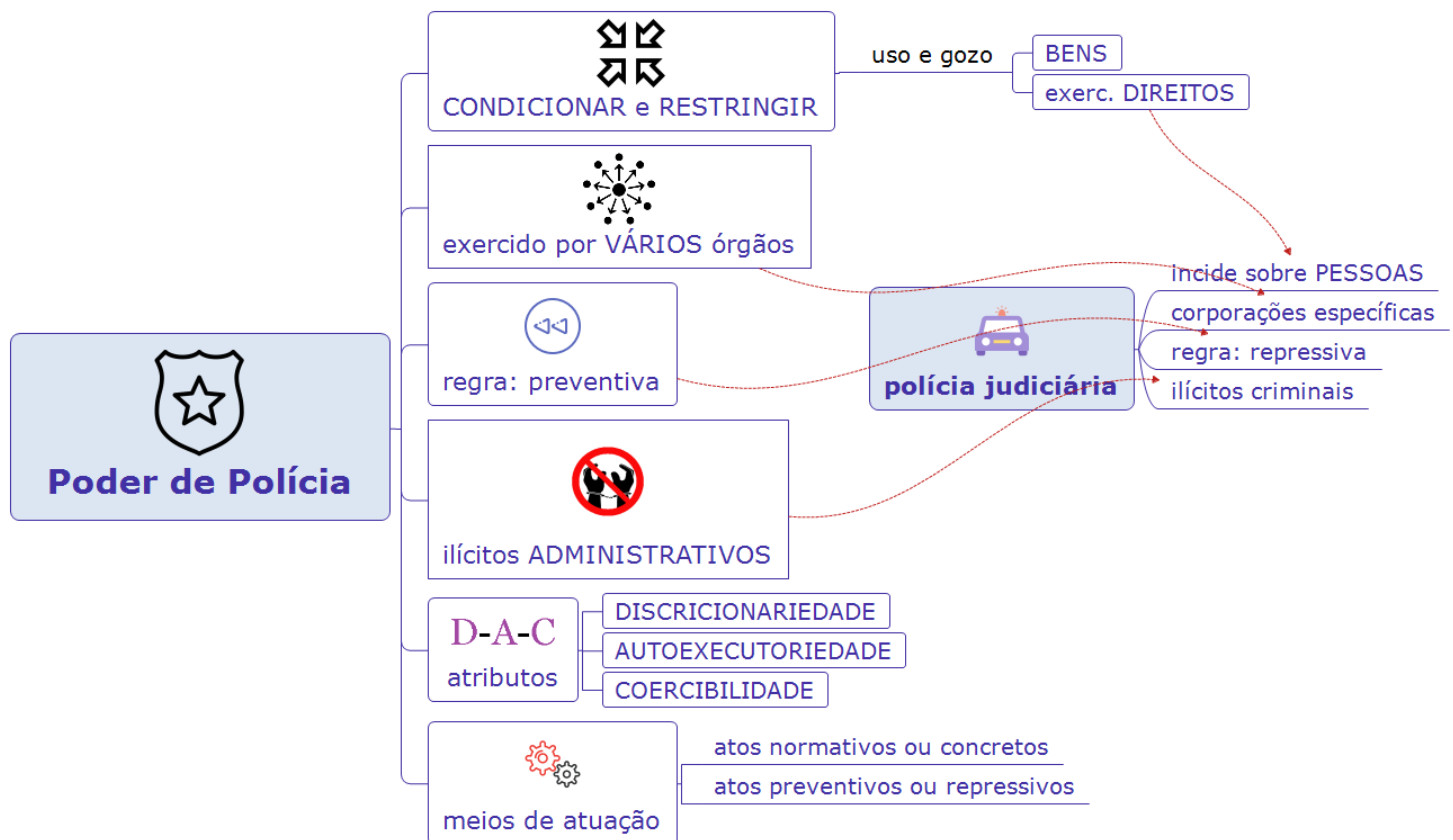 Poder de Polícia
CONDICIONAR e RESTRINGIR
uso e gozo
BENS
exerc. DIREITOS
exercido por VÁRIOS órgãos
regra: preventiva
ilícitos ADMINISTRATIVOS
polícia judiciária
incide sobre PESSOAS
corporações específicas
regra: repressiva
ilícitos criminais
D-A-C
atributos
DISCRICIONARIEDADE
AUTOEXECUTORIEDADE
COERCIBILIDADE
meios de atuação
atos normativos ou concretos
atos preventivos ou repressivos